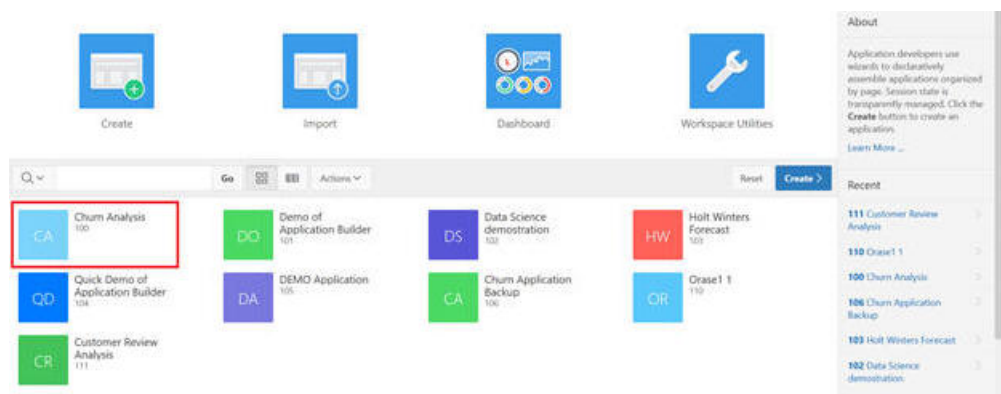 Create
Import
Dashboard
Workspace Utilities
Go
Actions
Reset
Create >
CA
Churn Analysis
100
DO
Demo of
Application Builder
101
DS
Data Science
demostration
102
HW
Holt Winters
Forecast
103
QD
Quick Demo of
Application Builder
104
DA
DEMO Application
105
CA
Churn Application
Backup
106
OR
Orase1 1
110
CR
Customer Review
Analysis
111
About
Application developers use
wizards to declaratively
assemble applications organized
by page. Session state is
transparently managed. Click the
Create button to create an
application.
Learn More ...
Recent
111 Customer Review
Analysis
110 Orase1 1
100 Churn Analysis
106 Churn Application
Backup
103 Holt Winters Forecast
102 Data Science
demostration